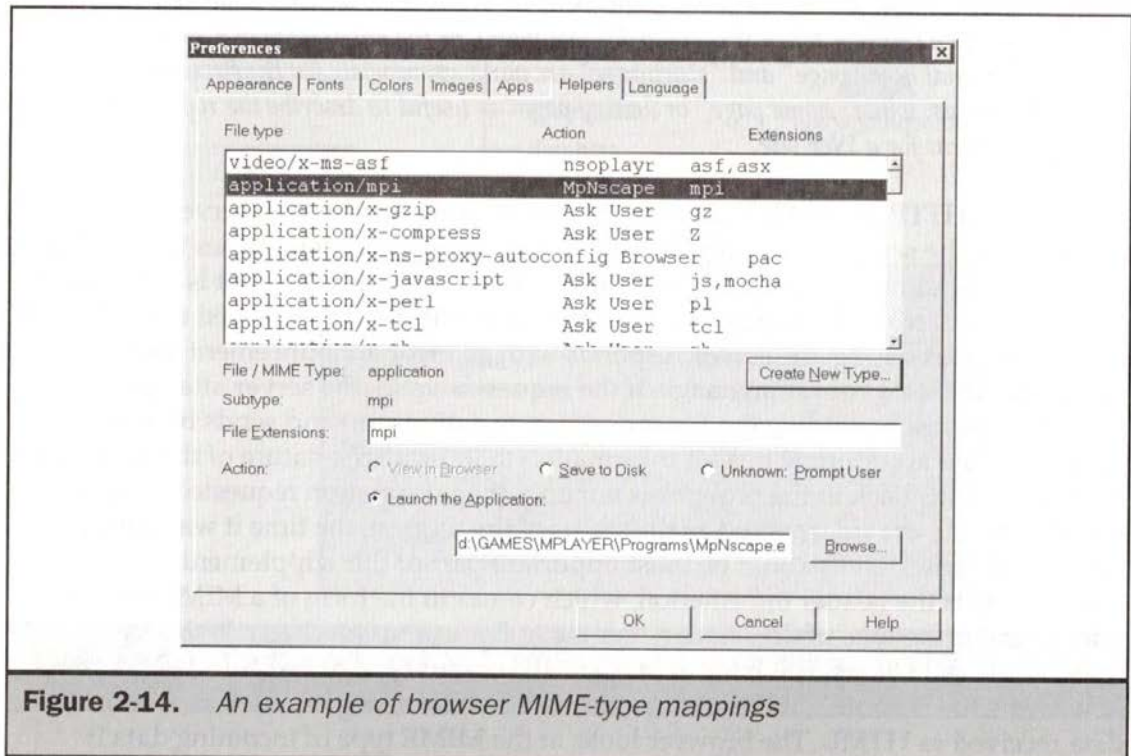 Preferences
Appearance Fonts Colors Images Apps Helpers Language
File type Action Extensions
video/x-ms-asf nsoplayr asf,asx
application/mpi MpNscape mpi
application/x-gzip Ask User gz
application/x-compress Ask User Z
application/x-ns-proxy-autoconfig Browser pac
application/x-javascript Ask User js,mocha
application/x-perl Ask User pl
application/x-tcl Ask User tcl
File / MIME Type: application
Create New Type...
Subtype: mpi
File Extensions: mpi
Action: View in Browser Save to Disk Unknown: Prompt User
Launch the Application:
d:\GAMES\MPLAYER\Programs\MpNscape.e Browse...
OK Cancel Help
Figure 2-14. An example of browser MIME-type mappings